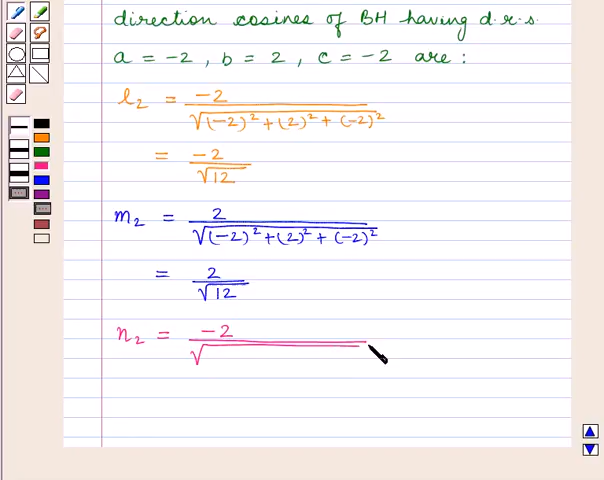 direction cosines of BH having d.r.s.
a = -2 , b = 2 , c = -2 are :
l₂ = -2 / √((-2)² + (2)² + (-2)²)
= -2 / √12
m₂ = 2 / √((-2)² + (2)² + (-2)²)
= 2 / √12
n₂ = -2 / √